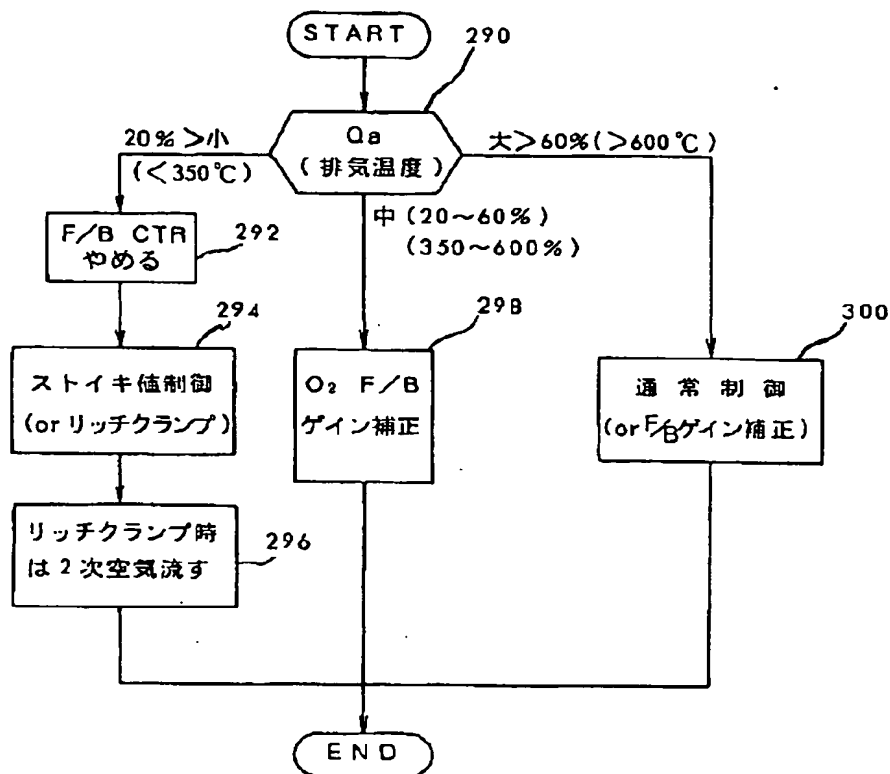 START
290
Qa
(排気温度)
20%>小
(<350℃)
大>60%(>600℃)
中(20〜60%)
(350〜600%)
F/B CTR
やめる
292
294
ストイキ値制御
(orリッチクランプ)
リッチクランプ時
は2次空気流す
296
298
O₂ F/B
ゲイン補正
300
通常制御
(or F/Bゲイン補正)
END